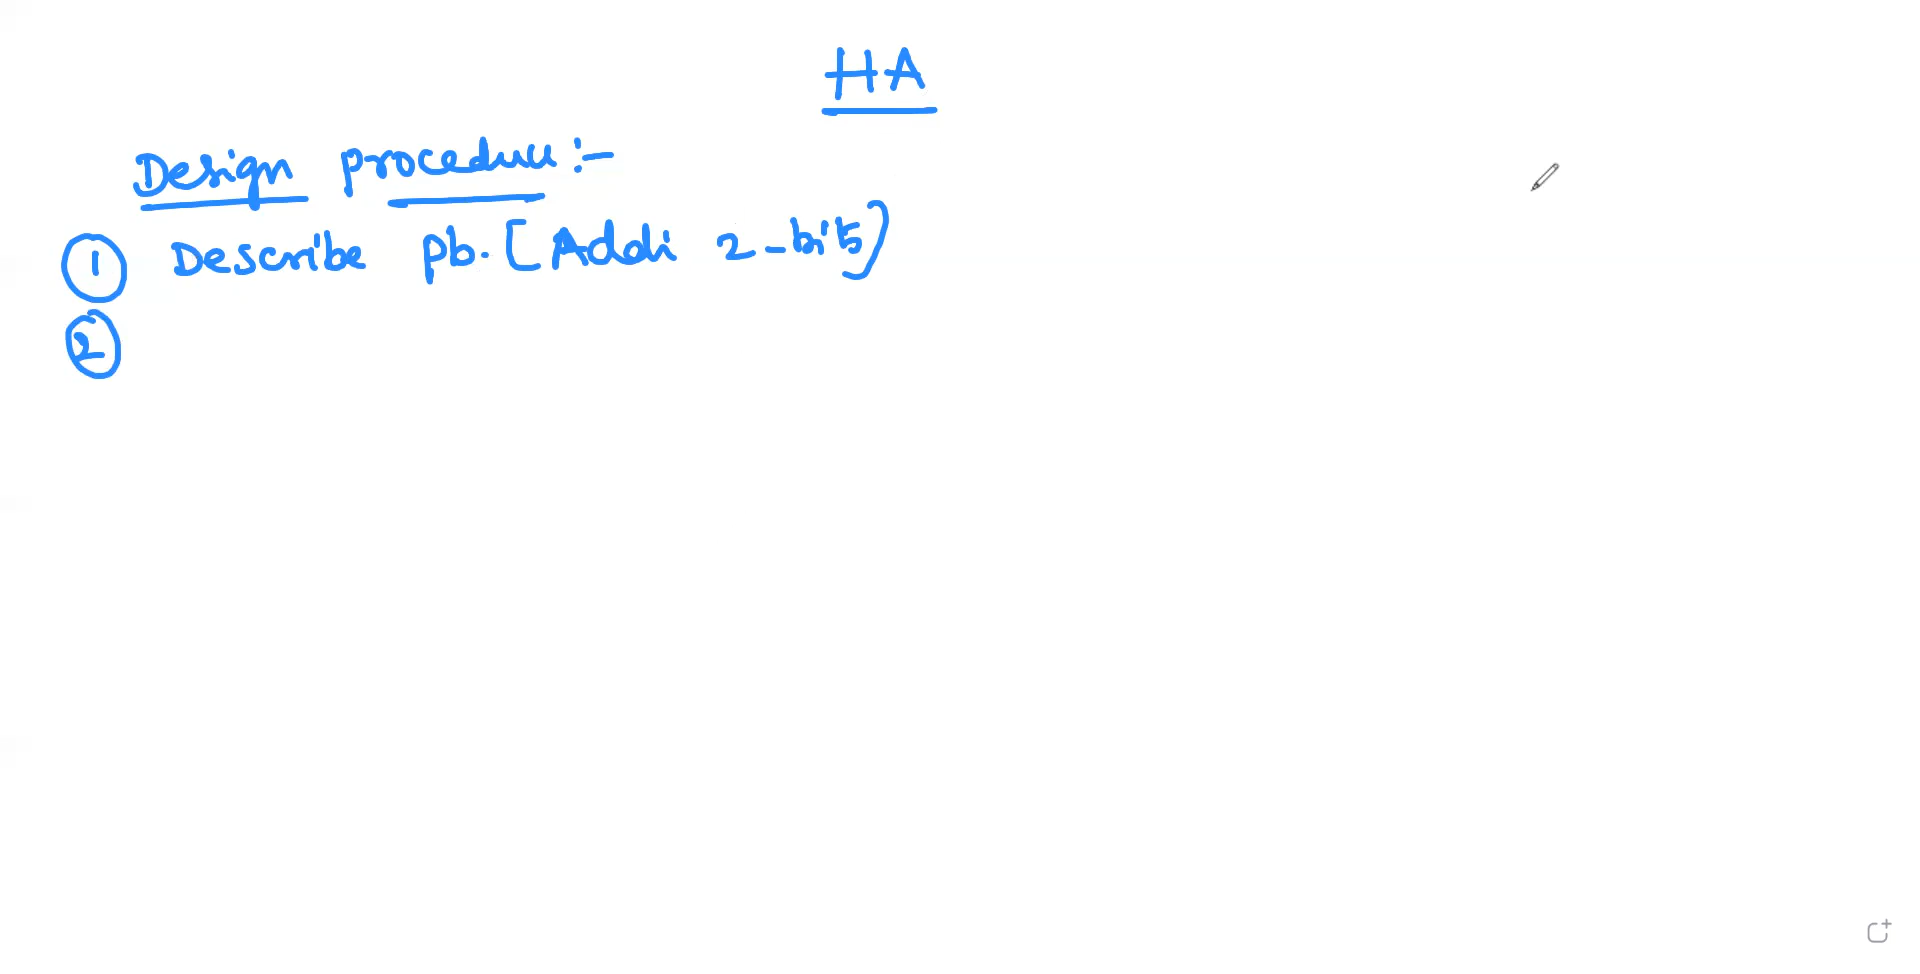 HA
Design procedure:-
① Describe pb. [Addi 2-bits]
②